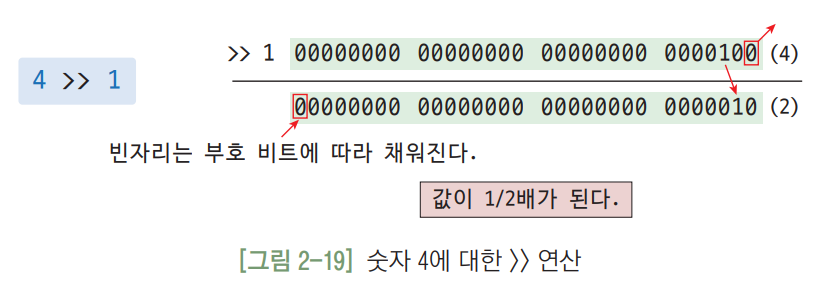 4 >> 1
>> 1 00000000 00000000 00000000 00000100 (4)
00000000 00000000 00000000 00000010 (2)
빈자리는 부호 비트에 따라 채워진다.
값이 1/2배가 된다.
[그림 2-19] 숫자 4에 대한 >> 연산